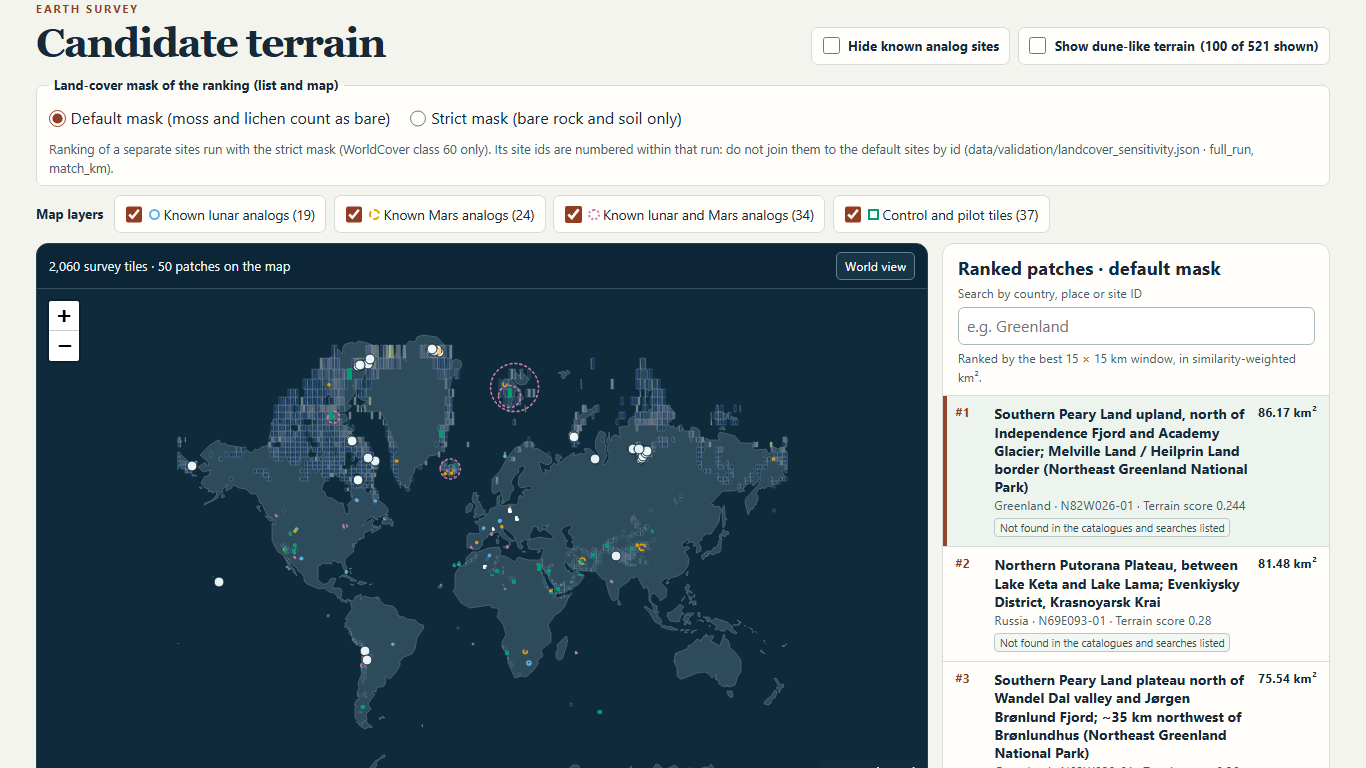 EARTH SURVEY
Candidate terrain
Hide known analog sites
Show dune-like terrain (100 of 521 shown)
Land-cover mask of the ranking (list and map)
Default mask (moss and lichen count as bare)
Strict mask (bare rock and soil only)
Ranking of a separate sites run with the strict mask (WorldCover class 60 only). Its site ids are numbered within that run: do not join them to the default sites by id (data/validation/landcover_sensitivity.json · full_run,
match_km).
Map layers
Known lunar analogs (19)
Known Mars analogs (24)
Known lunar and Mars analogs (34)
Control and pilot tiles (37)
2,060 survey tiles · 50 patches on the map
World view
+
−
Ranked patches · default mask
Search by country, place or site ID
e.g. Greenland
Ranked by the best 15 × 15 km window, in similarity-weighted
km².
#1
Southern Peary Land upland, north of
Independence Fjord and Academy
Glacier; Melville Land / Heilprin Land
border (Northeast Greenland National
Park)
86.17 km²
Greenland · N82W026-01 · Terrain score 0.244
Not found in the catalogues and searches listed
#2
Northern Putorana Plateau, between
Lake Keta and Lake Lama; Evenkiysky
District, Krasnoyarsk Krai
81.48 km²
Russia · N69E093-01 · Terrain score 0.28
Not found in the catalogues and searches listed
#3
Southern Peary Land plateau north of
Wandel Dal valley and Jørgen
Brønlund Fjord; ~35 km northwest of
Brønlundhus (Northeast Greenland
National Park)
75.54 km²